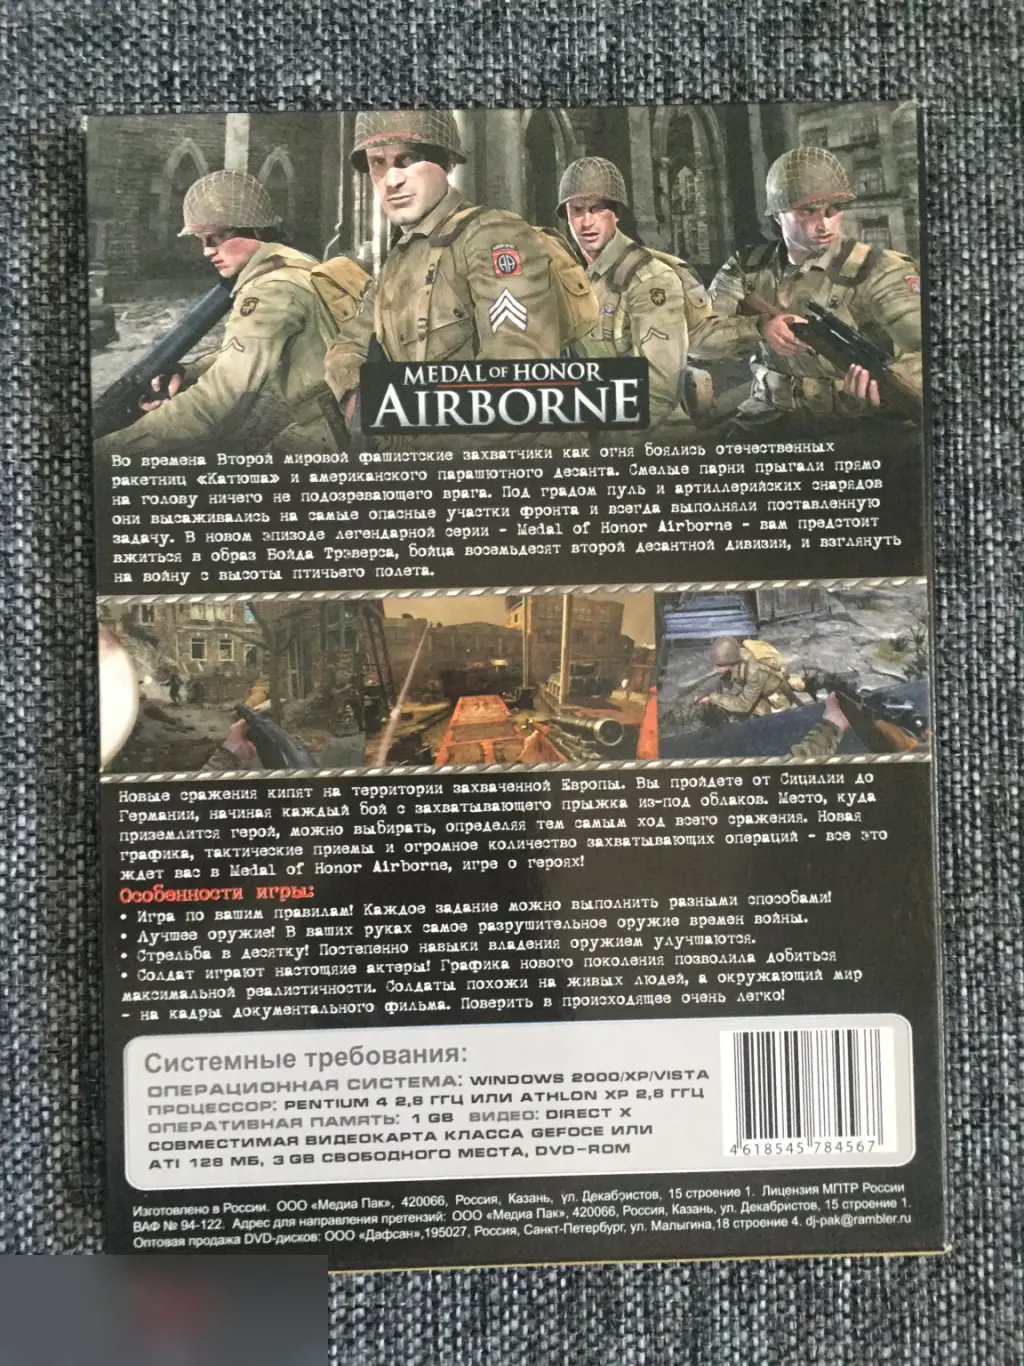 MEDAL OF HONOR
AIRBORNE
Во времена Второй мировой фашистские захватчики как огня боялись отечественных
ракетниц «Катюша» и американского парашютного десанта. Смелые парни прыгали прямо
на голову ничего не подозревающего врага. Под градом пуль и артиллерийских снарядов
они высаживались на самые опасные участки фронта и всегда выполняли поставленную
задачу. В новом эпизоде легендарной серии - Medal of Honor Airborne - вам предстоит
вжиться в образ Бойда Трэверса, бойца восемьдесят второй десантной дивизии, и взглянуть
на войну с высоты птичьего полета.
Новые сражения кипят на территории захваченной Европы. Вы пройдете от Сицилии до
Германии, начиная каждый бой с захватывающего прыжка из-под облаков. Место, куда
приземлится герой, можно выбирать, определяя тем самым ход всего сражения. Новая
графика, тактические приемы и огромное количество захватывающих операций - все это
ждет вас в Medal of Honor Airborne, игре о героях!
Особенности игры:
• Игра по вашим правилам! Каждое задание можно выполнить разными способами!
• Лучшее оружие! В ваших руках самое разрушительное оружие времен войны.
• Стрельба в десятку! Постепенно навыки владения оружием улучшаются.
• Солдат играют настоящие актеры! Графика нового поколения позволила добиться
максимальной реалистичности. Солдаты похожи на живых людей, а окружающий мир
- на кадры документального фильма. Поверить в происходящее очень легко!
Системные требования:
ОПЕРАЦИОННАЯ СИСТЕМА: WINDOWS 2000/XP/VISTA
ПРОЦЕССОР: PENTIUM 4 2,8 ГГЦ ИЛИ ATHLON XP 2,8 ГГЦ
ОПЕРАТИВНАЯ ПАМЯТЬ: 1 GB ВИДЕО: DIRECT X
СОВМЕСТИМАЯ ВИДЕОКАРТА КЛАССА GEFOCE ИЛИ
ATI 128 МБ, 3 GB СВОБОДНОГО МЕСТА, DVD-ROM
4 618545 784567
Изготовлено в России. ООО «Медиа Пак», 420066, Россия, Казань, ул. Декабристов, 15 строение 1. Лицензия МПТР России
ВАФ № 94-122. Адрес для направления претензий: ООО «Медиа Пак», 420066, Россия, Казань, ул. Декабристов, 15 строение 1.
Оптовая продажа DVD-дисков: ООО «Дафсан»,195027, Россия, Санкт-Петербург, ул. Малыгина,18 строение 4. dj-pak@rambler.ru